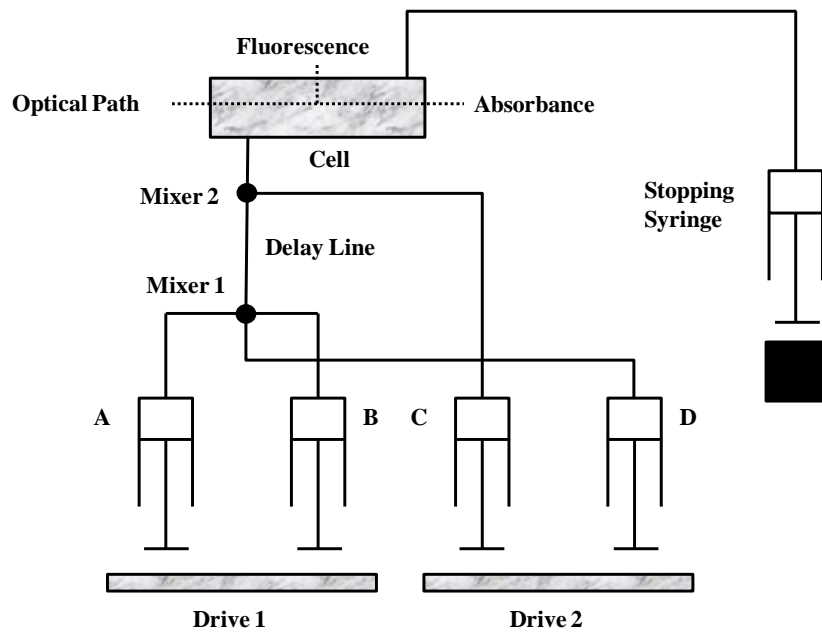 Fluorescence
Optical Path
Absorbance
Cell
Mixer 2
Stopping
Syringe
Delay Line
Mixer 1
A
B
C
D
Drive 1
Drive 2